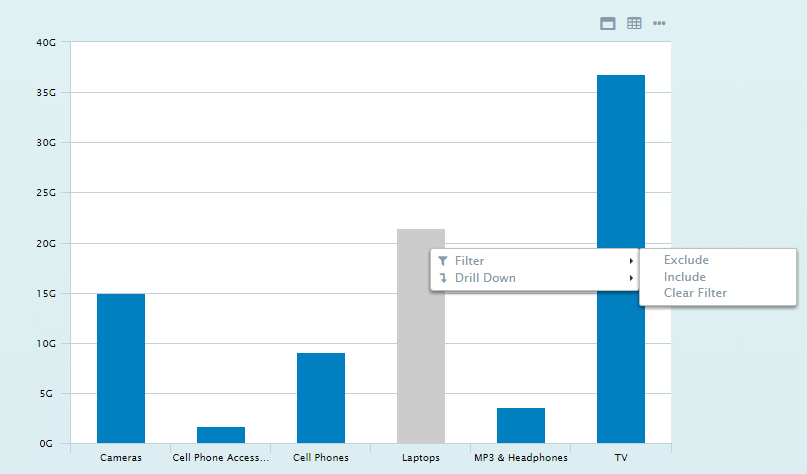 40G
35G
30G
25G
20G
15G
10G
5G
0G
Filter
Drill Down
Exclude
Include
Clear Filter
Cameras
Cell Phone Access...
Cell Phones
Laptops
MP3 & Headphones
TV